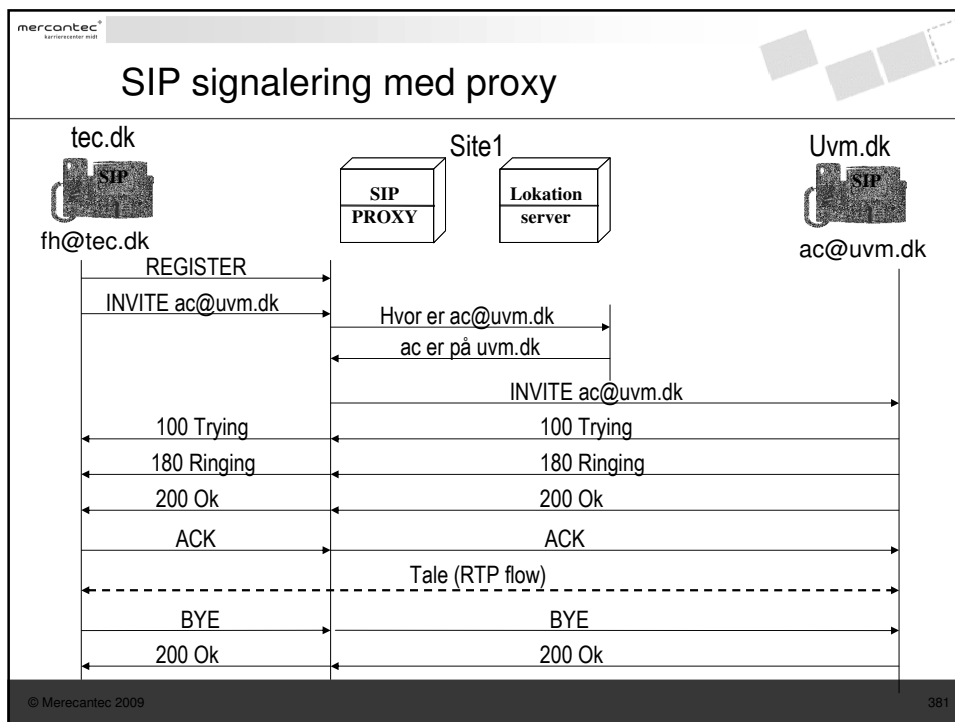 mercantec+
karrierecenter midt
SIP signalering med proxy
tec.dk
Site1
Uvm.dk
SIP
SIP
PROXY
Lokation
server
SIP
fh@tec.dk
ac@uvm.dk
REGISTER
INVITE ac@uvm.dk
Hvor er ac@uvm.dk
ac er på uvm.dk
INVITE ac@uvm.dk
100 Trying
100 Trying
180 Ringing
180 Ringing
200 Ok
200 Ok
ACK
ACK
Tale (RTP flow)
BYE
BYE
200 Ok
200 Ok
© Merecantec 2009
381